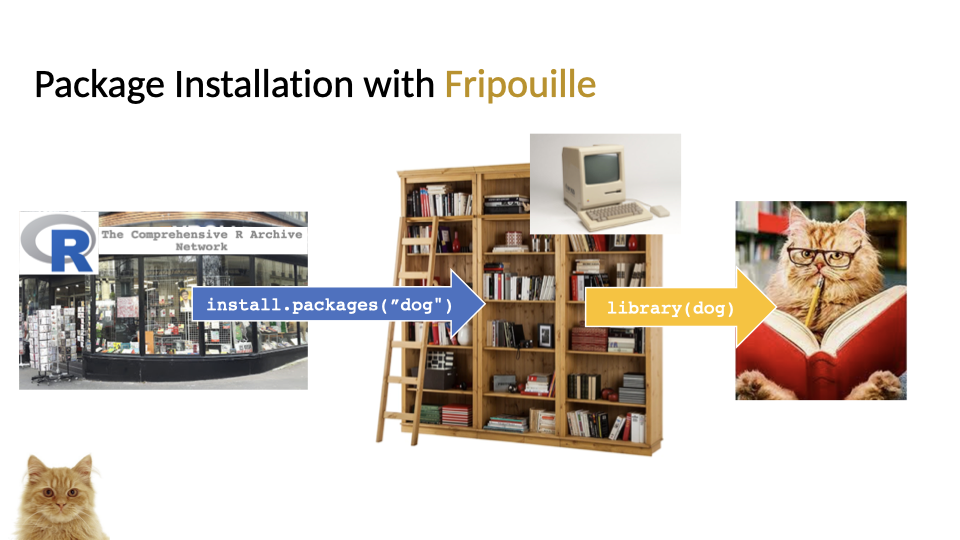 Package Installation with Fripouille
R
The Comprehensive R Archive
Network
install.packages(”dog")
library(dog)